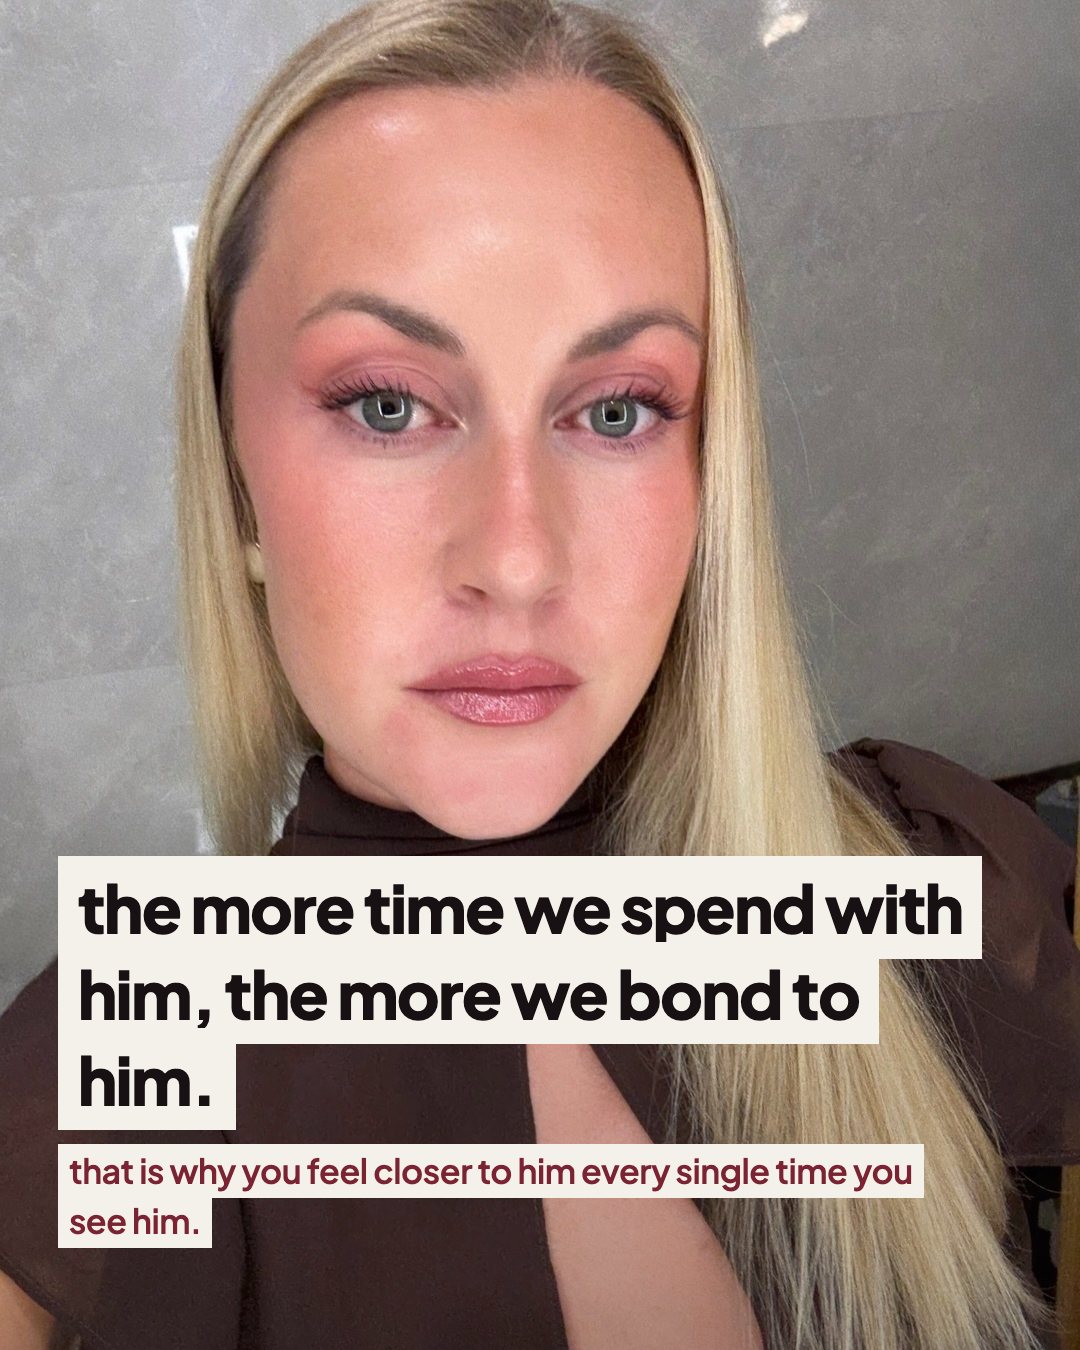 the more time we spend with
him, the more we bond to
him.
that is why you feel closer to him every single time you
see him.